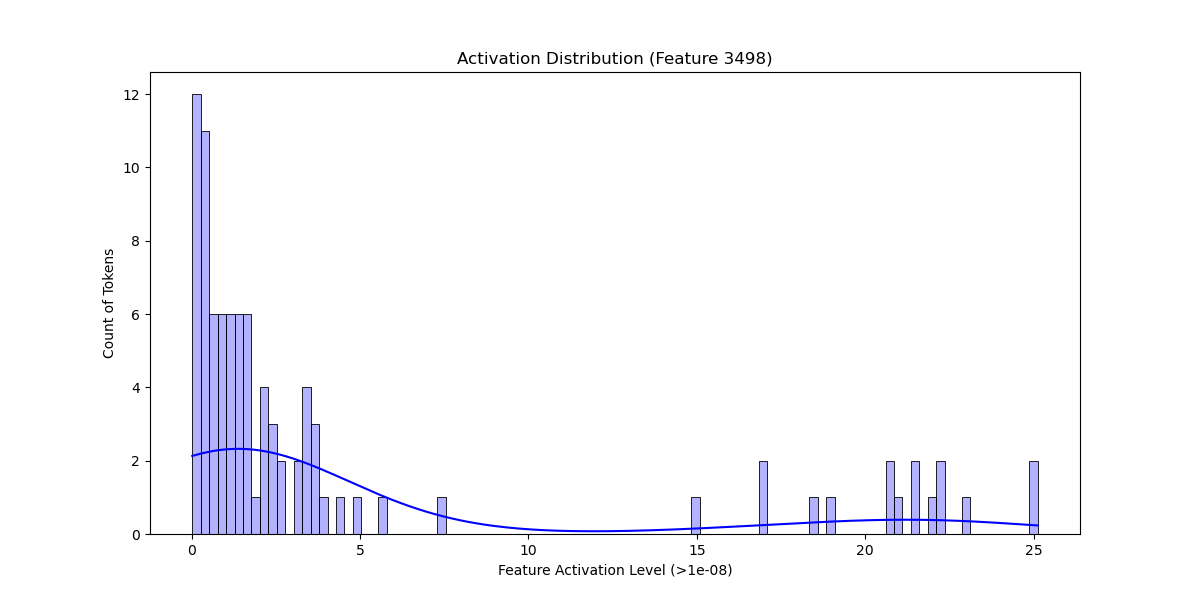 Activation Distribution (Feature 3498)
12
10
8
6
4
2
0
Count of Tokens
0 5 10 15 20 25
Feature Activation Level (>1e-08)